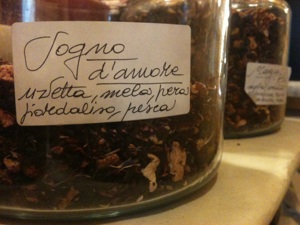 Sogno
d'amore
uvetta, mela, pera
fiordaliso, pesca